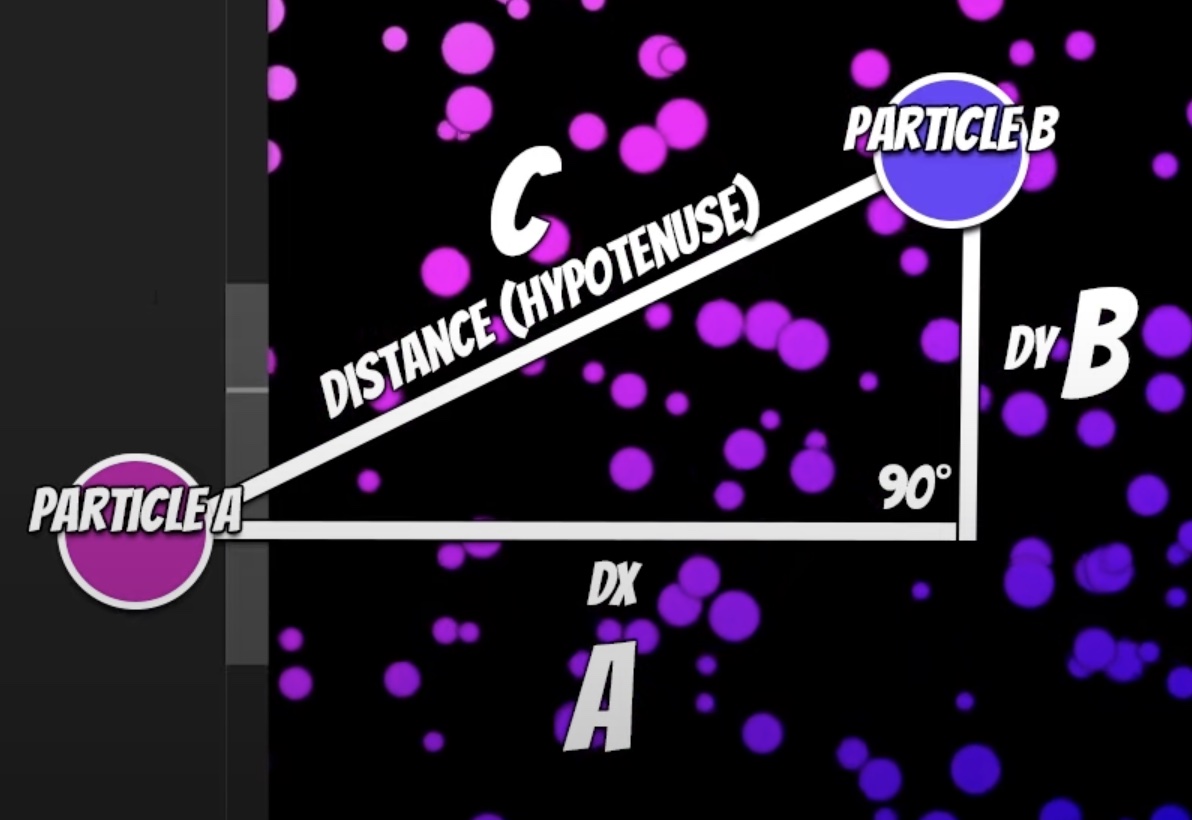 PARTICLE B
C
DISTANCE (HYPOTENUSE)
DY B
90°
PARTICLE A
DX
A